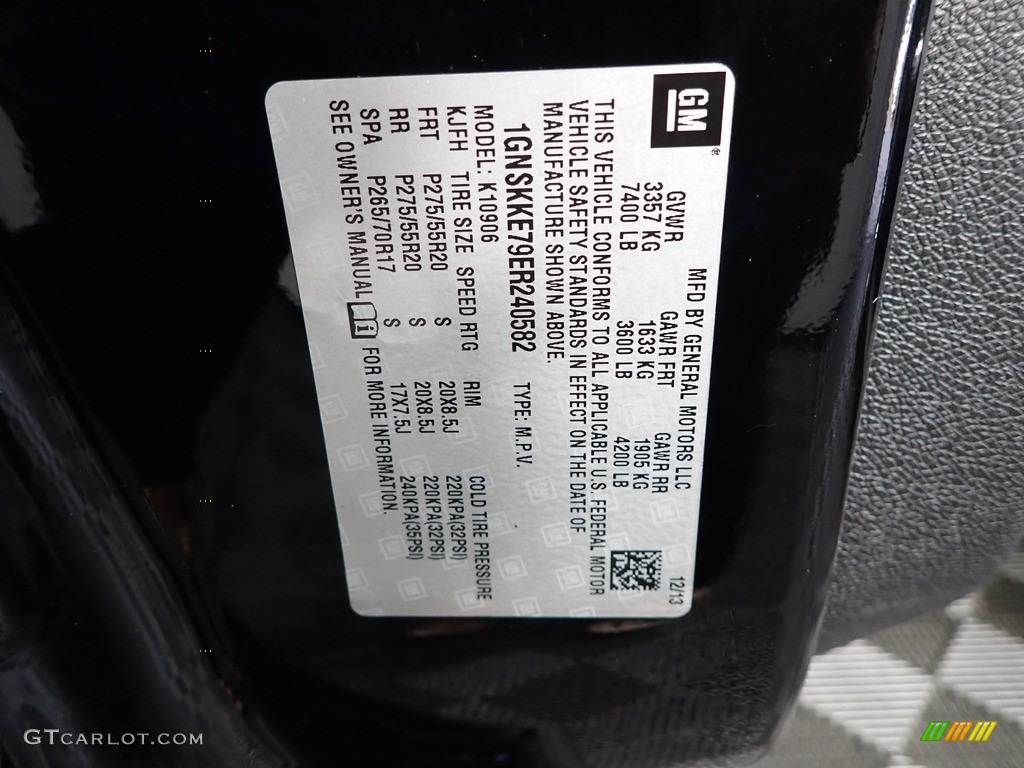 GM
MFD BY GENERAL MOTORS LLC 12/13
GVWR GAWR FRT GAWR RR
3357 KG 1633 KG 1905 KG
7400 LB 3600 LB 4200 LB
THIS VEHICLE CONFORMS TO ALL APPLICABLE U.S. FEDERAL MOTOR
VEHICLE SAFETY STANDARDS IN EFFECT ON THE DATE OF
MANUFACTURE SHOWN ABOVE.
1GNSKKE79ER240582 TYPE: M.P.V.
MODEL: K10906
KJFH TIRE SIZE SPEED RTG RIM COLD TIRE PRESSURE
FRT P275/55R20 S 20X8.5J 220KPA(32PSI)
RR P275/55R20 S 20X8.5J 220KPA(32PSI)
SPA P265/70R17 S 17X7.5J 240KPA(35PSI)
SEE OWNER'S MANUAL i FOR MORE INFORMATION.
GTCARLOT.COM